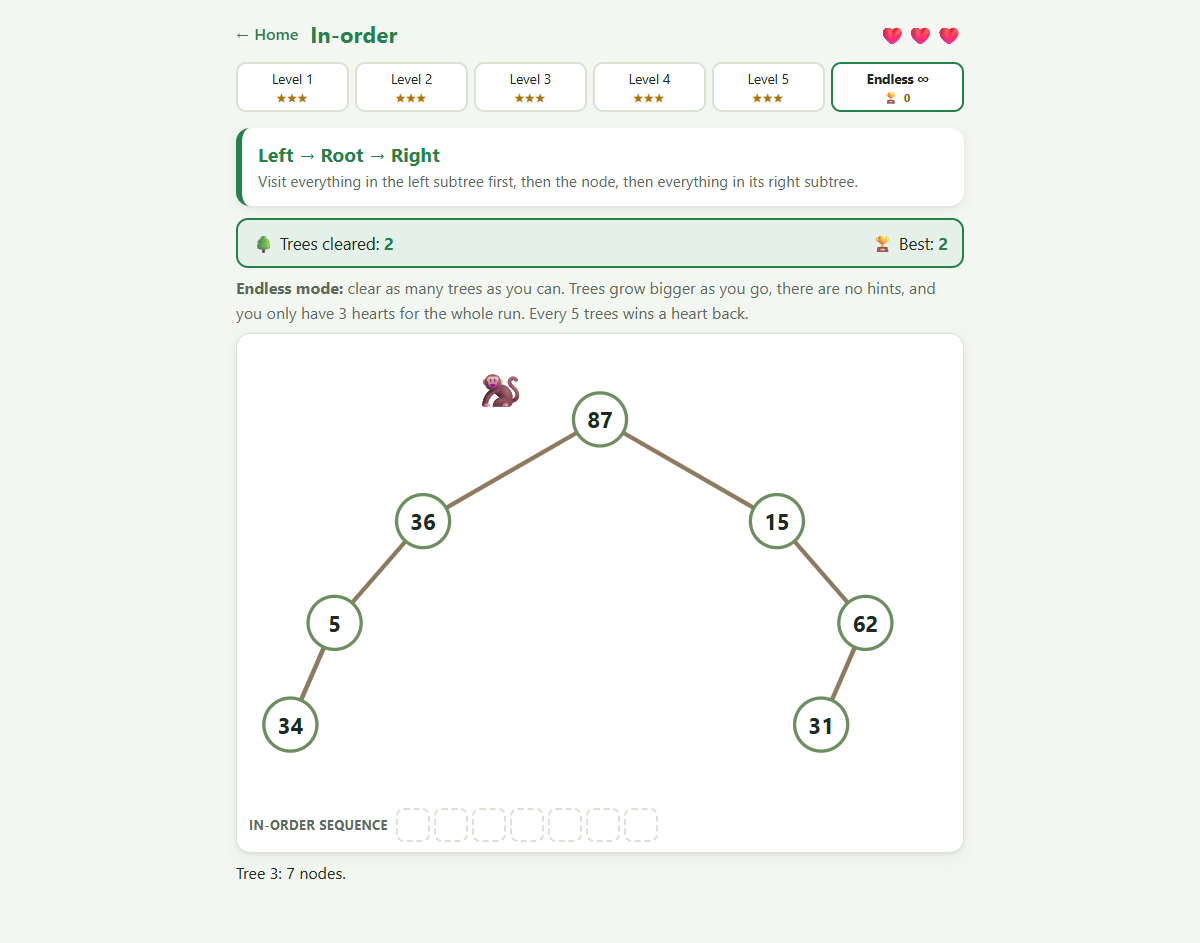 ← Home In-order
Level 1
★★★
Level 2
★★★
Level 3
★★★
Level 4
★★★
Level 5
★★★
Endless ∞
🏆 0
Left → Root → Right
Visit everything in the left subtree first, then the node, then everything in its right subtree.
🌳 Trees cleared: 2
🏆 Best: 2
Endless mode: clear as many trees as you can. Trees grow bigger as you go, there are no hints, and
you only have 3 hearts for the whole run. Every 5 trees wins a heart back.
87
36
15
5
62
34
31
IN-ORDER SEQUENCE
Tree 3: 7 nodes.